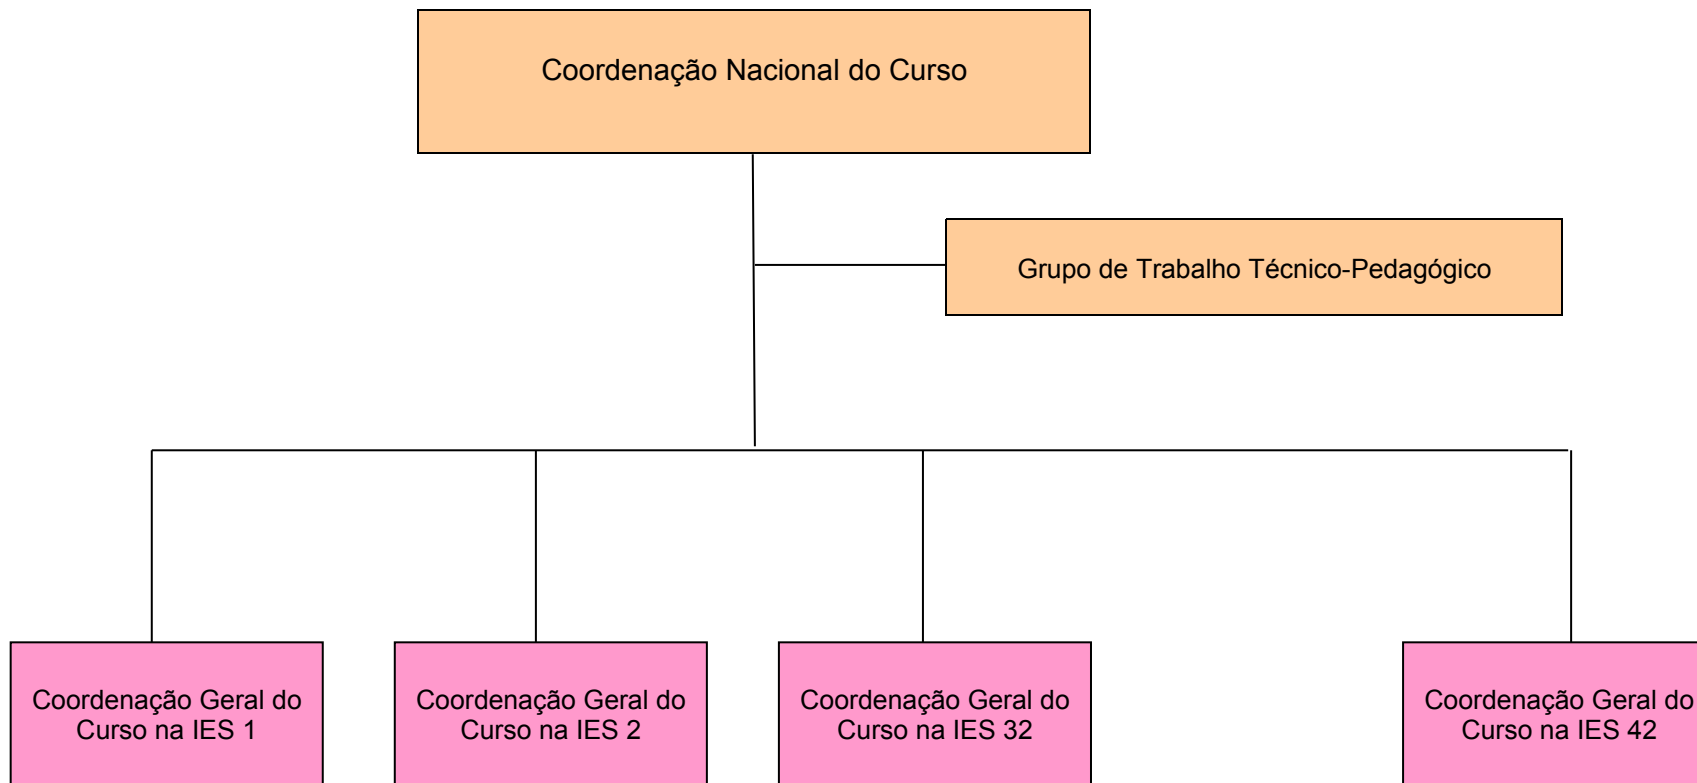 Coordenação Nacional do Curso
Grupo de Trabalho Técnico-Pedagógico
Coordenação Geral do
Curso na IES 1
Coordenação Geral do
Curso na IES 2
Coordenação Geral do
Curso na IES 32
Coordenação Geral do
Curso na IES 42